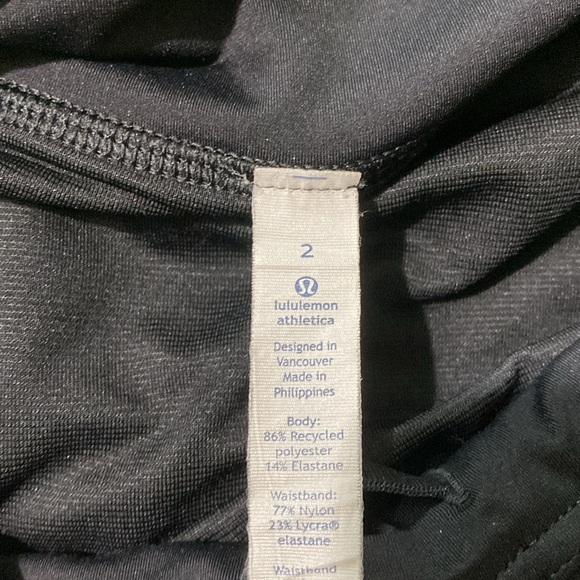 2
lululemon
athletica
Designed in
Vancouver
Made in
Philippines
Body:
86% Recycled
polyester
14% Elastane
Waistband:
77% Nylon
23% Lycra®
elastane
Waistband